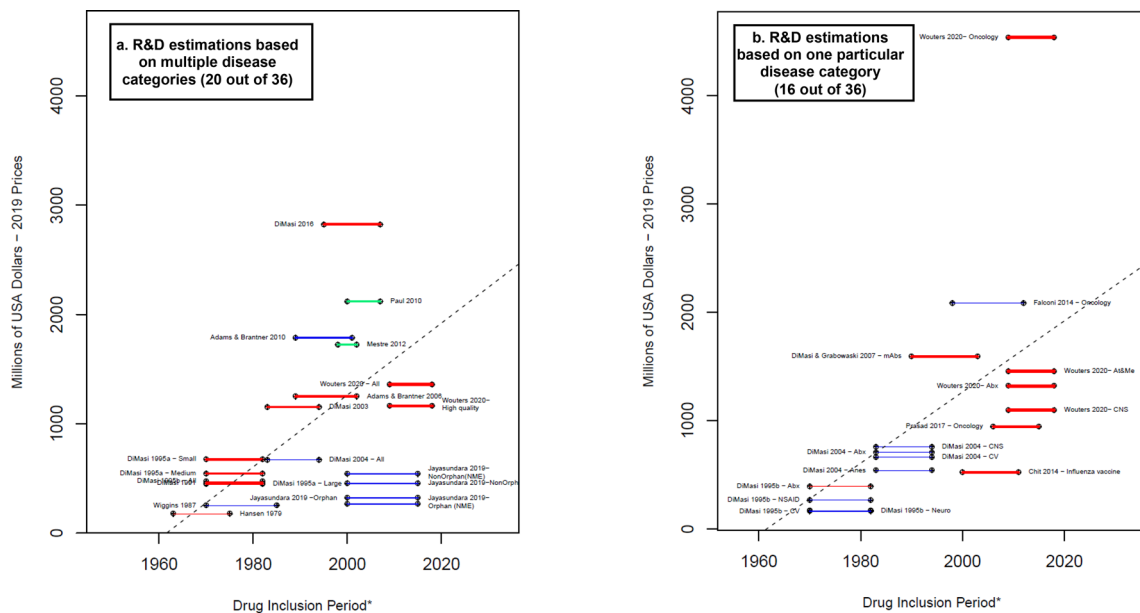 a. R&D estimations based
on multiple disease
categories (20 out of 36)
Millions of USA Dollars − 2019 Prices
4000
3000
2000
1000
0
DiMasi 2016
Paul 2010
Adams & Brantner 2010
Mestre 2012
Wouters 2020− All
Adams & Brantner 2006
Wouters 2020−
High quality
DiMasi 2003
DiMasi 1995a − Small
DiMasi 2004 − All
DiMasi 1995a − Medium
Jayasundara 2019−
NonOrphan(NME)
DiMasi 1995b − All
DiMasi 1991
DiMasi 1995a − Large
Jayasundara 2019−NonOrph
Wiggins 1987
Jayasundara 2019 −Orphan
Jayasundara 2019−
Orphan (NME)
Hansen 1979
1960
1980
2000
2020
Drug Inclusion Period*
b. R&D estimations
based on one particular
disease category
(16 out of 36)
Millions of USA Dollars − 2019 Prices
4000
3000
2000
1000
0
Wouters 2020− Oncology
Falconi 2014 − Oncology
DiMasi & Grabowaski 2007 − mAbs
Wouters 2020− At&Me
Wouters 2020− Abx
Wouters 2020− CNS
Prasad 2017 − Oncology
DiMasi 2004 − CNS
DiMasi 2004 − Abx
DiMasi 2004 − CV
DiMasi 2004 − Anes
Chit 2014 − Influenza vaccine
DiMasi 1995b − Abx
DiMasi 1995b − NSAID
DiMasi 1995b − CV
DiMasi 1995b − Neuro
1960
1980
2000
2020
Drug Inclusion Period*